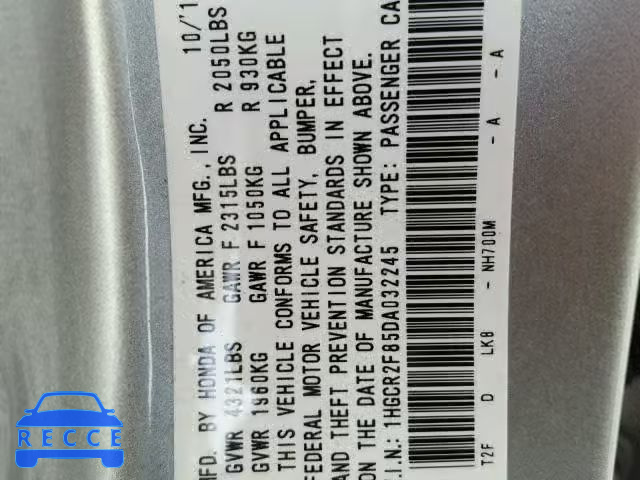 MFD. BY HONDA OF AMERICA MFG., INC. 10/'1
GVWR 4321LBS GAWR F 2315LBS R 2050LBS
GVWR 1960KG GAWR F 1050KG R 930KG
THIS VEHICLE CONFORMS TO ALL APPLICABLE
FEDERAL MOTOR VEHICLE SAFETY, BUMPER,
AND THEFT PREVENTION STANDARDS IN EFFECT
ON THE DATE OF MANUFACTURE SHOWN ABOVE.
V.I.N.: 1HGCR2F85DA032245 TYPE: PASSENGER CA
T2F D LK8 - NH700M - A - A
RECCE